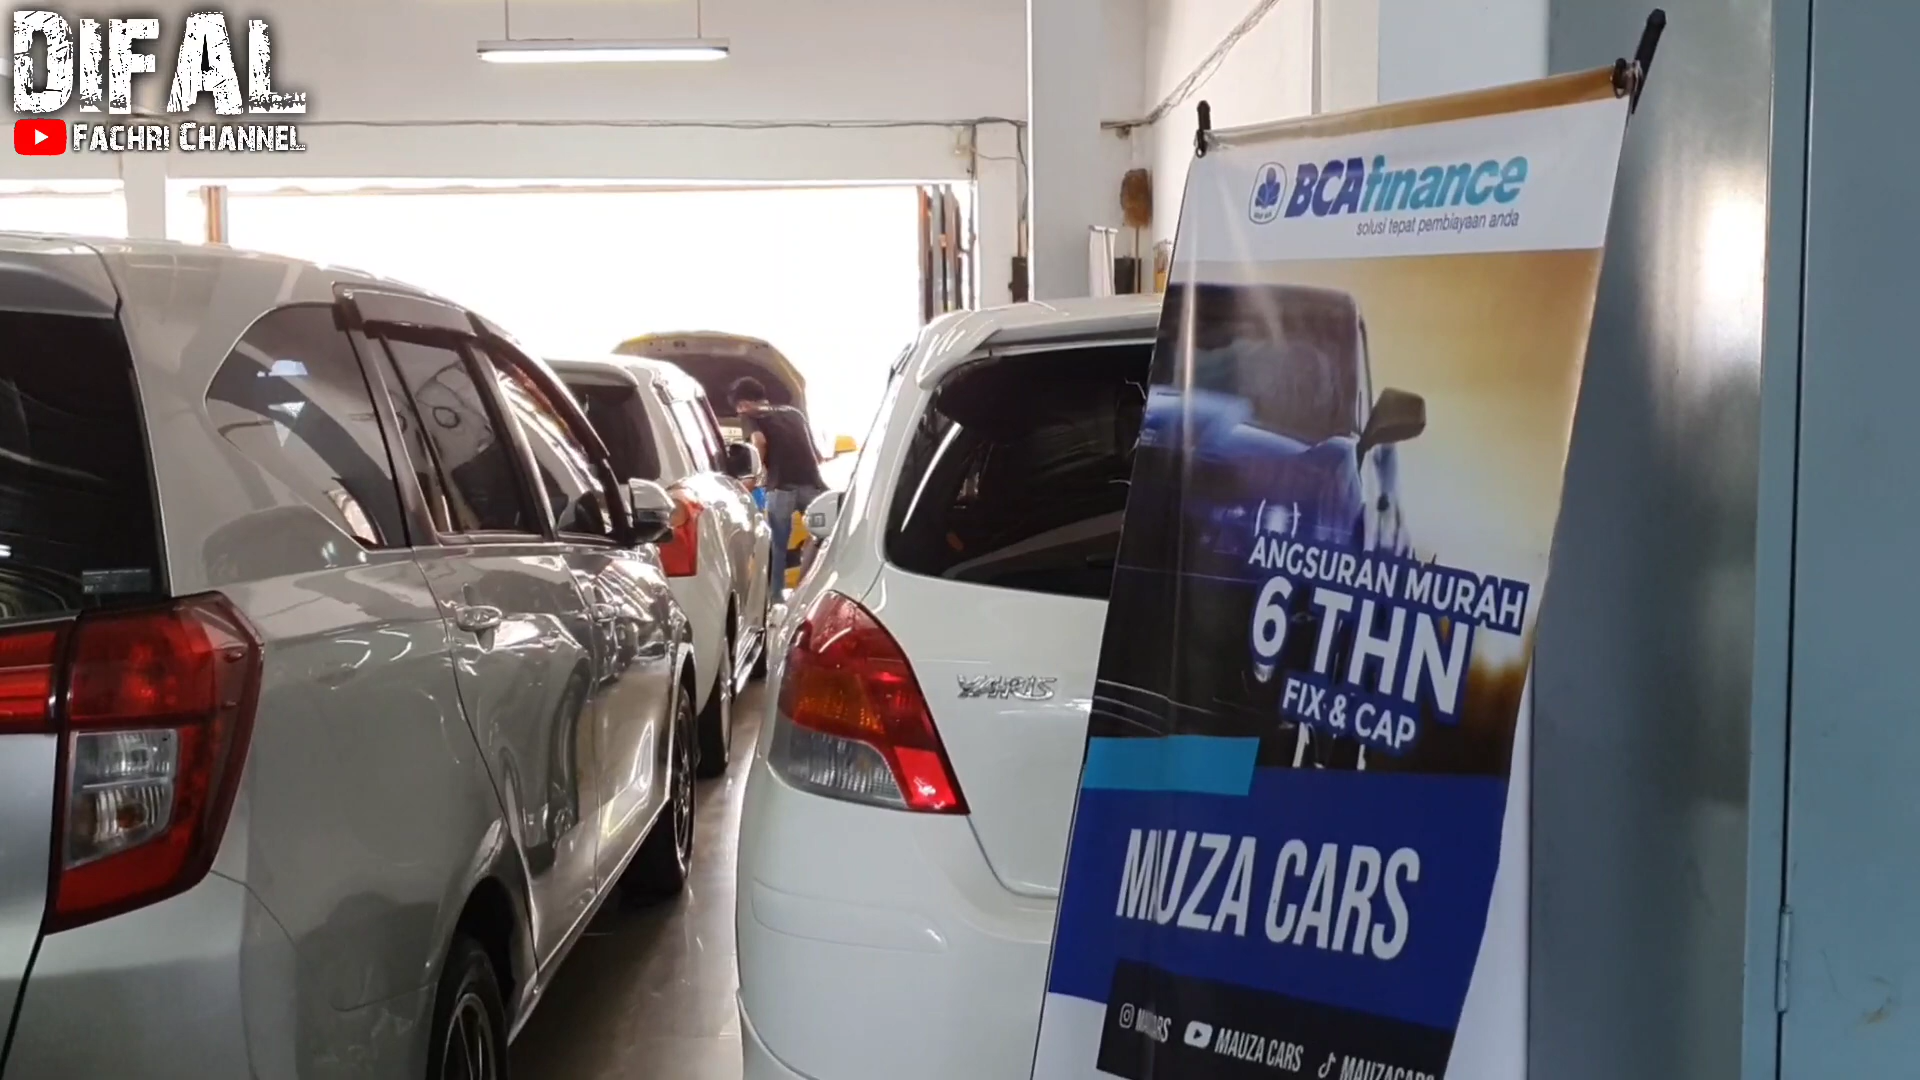 DIFAL
FACHRI CHANNEL
BCAfinance
solusi tepat pembiayaan anda
ANGSURAN MURAH
6 THN
FIX & CAP
YARIS
MAUZA CARS
MAUZA CARS
MAUZACARS